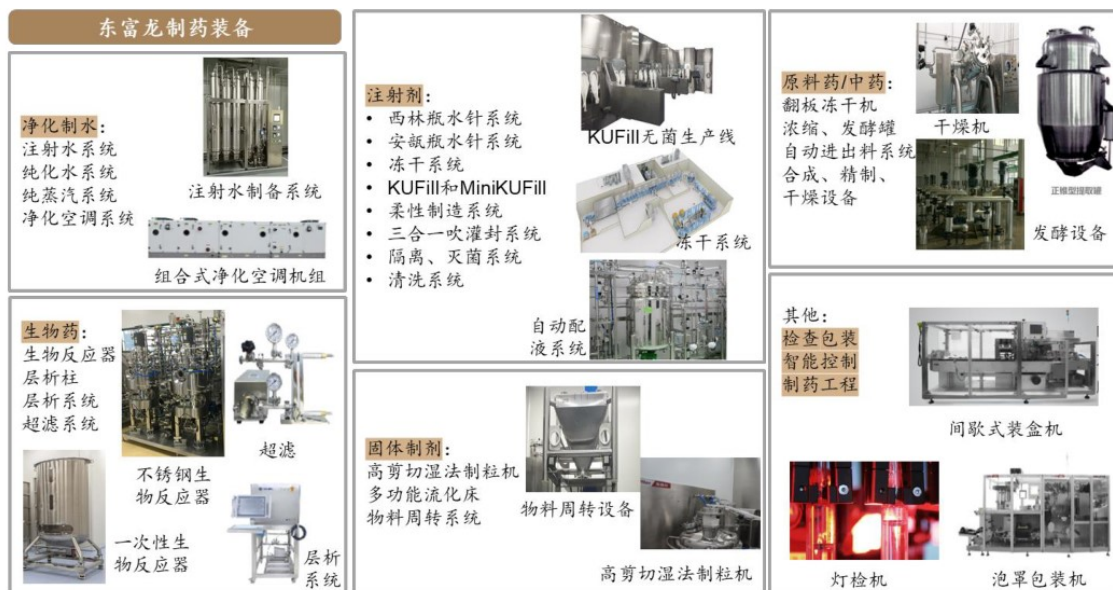 东富龙制药装备
净化制水：
注射水系统
纯化水系统
纯蒸汽系统
净化空调系统
注射水制备系统
组合式净化空调机组
生物药：
生物反应器
层析柱
层析系统
超滤系统
超滤
不锈钢生
物反应器
一次性生
物反应器
层析
系统
注射剂：
• 西林瓶水针系统
• 安瓿瓶水针系统
• 冻干系统
• KUFill和MiniKUFill
• 柔性制造系统
• 三合一吹灌封系统
• 隔离、灭菌系统
• 清洗系统
KUFill无菌生产线
冻干系统
自动配
液系统
固体制剂：
高剪切湿法制粒机
多功能流化床
物料周转系统
物料周转设备
高剪切湿法制粒机
原料药/中药：
翻板冻干机
浓缩、发酵罐
自动进出料系统
合成、精制、
干燥设备
干燥机
正锥型提取罐
发酵设备
其他：
检查包装
智能控制
制药工程
间歇式装盒机
灯检机
泡罩包装机